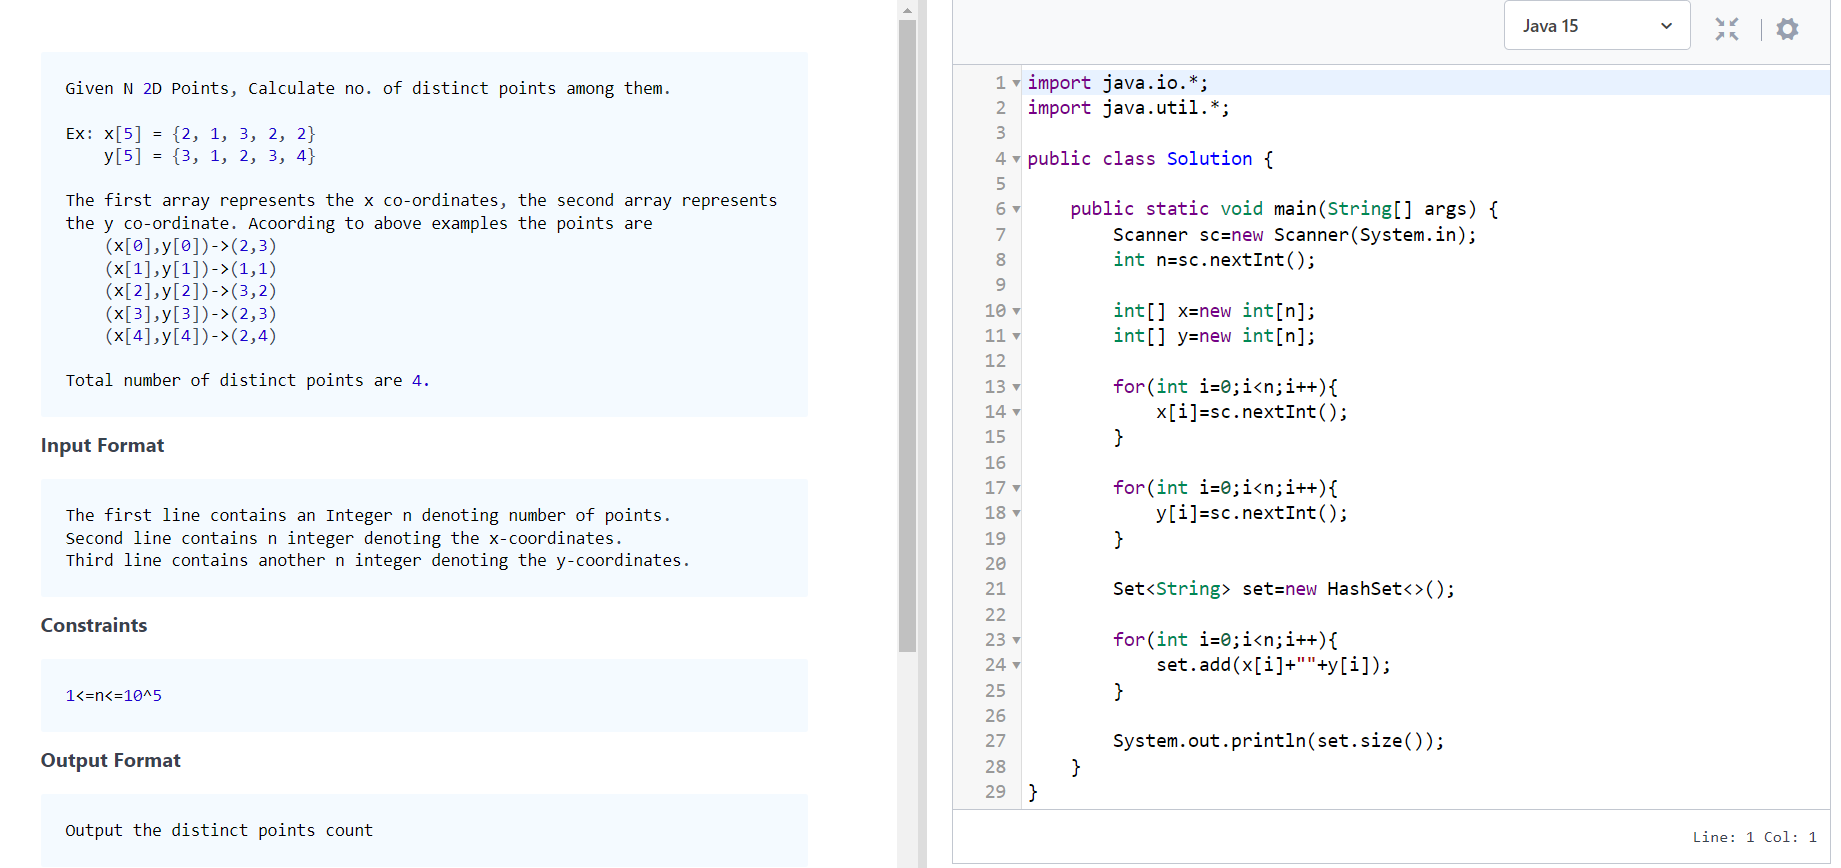 Given N 2D Points, Calculate no. of distinct points among them.
Ex: x[5] = {2, 1, 3, 2, 2}
    y[5] = {3, 1, 2, 3, 4}
The first array represents the x co-ordinates, the second array represents
the y co-ordinate. Acoording to above examples the points are
    (x[0],y[0])->(2,3)
    (x[1],y[1])->(1,1)
    (x[2],y[2])->(3,2)
    (x[3],y[3])->(2,3)
    (x[4],y[4])->(2,4)
Total number of distinct points are 4.
Input Format
The first line contains an Integer n denoting number of points.
Second line contains n integer denoting the x-coordinates.
Third line contains another n integer denoting the y-coordinates.
Constraints
1<=n<=10^5
Output Format
Output the distinct points count
Java 15
1 import java.io.*;
2 import java.util.*;
3
4 public class Solution {
5
6     public static void main(String[] args) {
7         Scanner sc=new Scanner(System.in);
8         int n=sc.nextInt();
9
10         int[] x=new int[n];
11         int[] y=new int[n];
12
13         for(int i=0;i<n;i++){
14             x[i]=sc.nextInt();
15         }
16
17         for(int i=0;i<n;i++){
18             y[i]=sc.nextInt();
19         }
20
21         Set<String> set=new HashSet<>();
22
23         for(int i=0;i<n;i++){
24             set.add(x[i]+""+y[i]);
25         }
26
27         System.out.println(set.size());
28     }
29 }
Line: 1 Col: 1